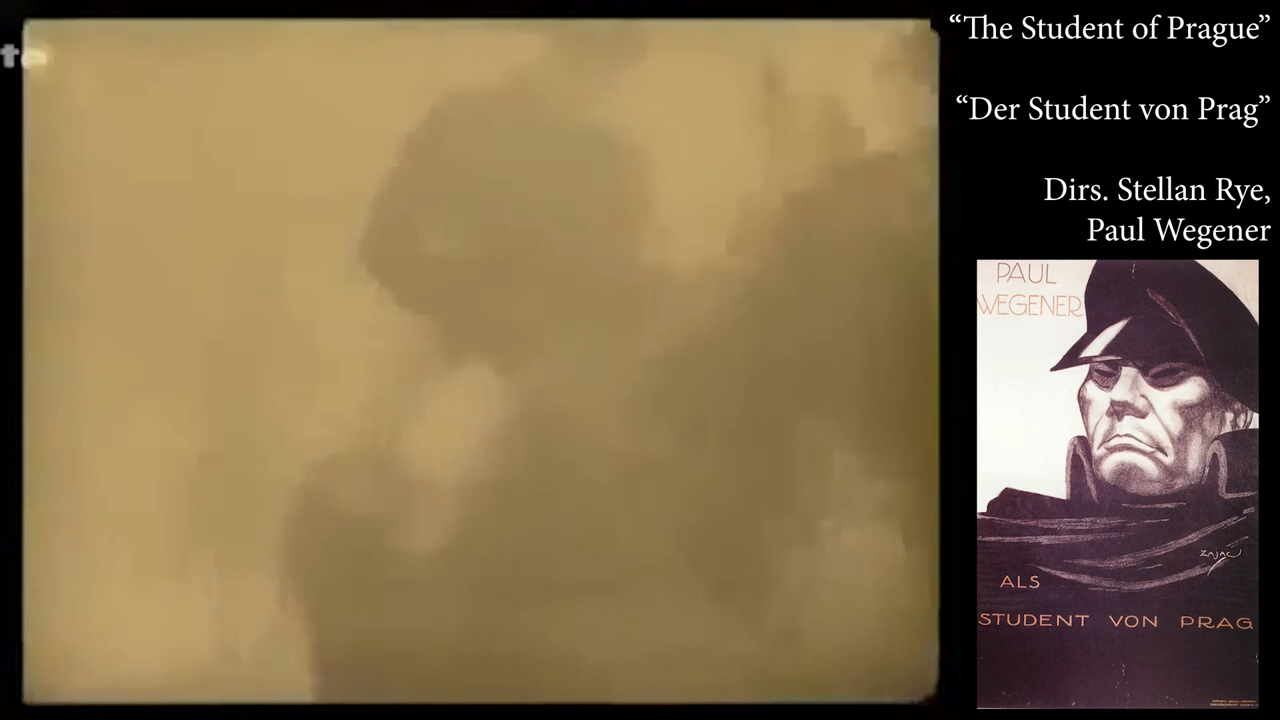 “The Student of Prague”
“Der Student von Prag”
Dirs. Stellan Rye,
Paul Wegener
PAUL
WEGENER
ALS
STUDENT VON PRAG